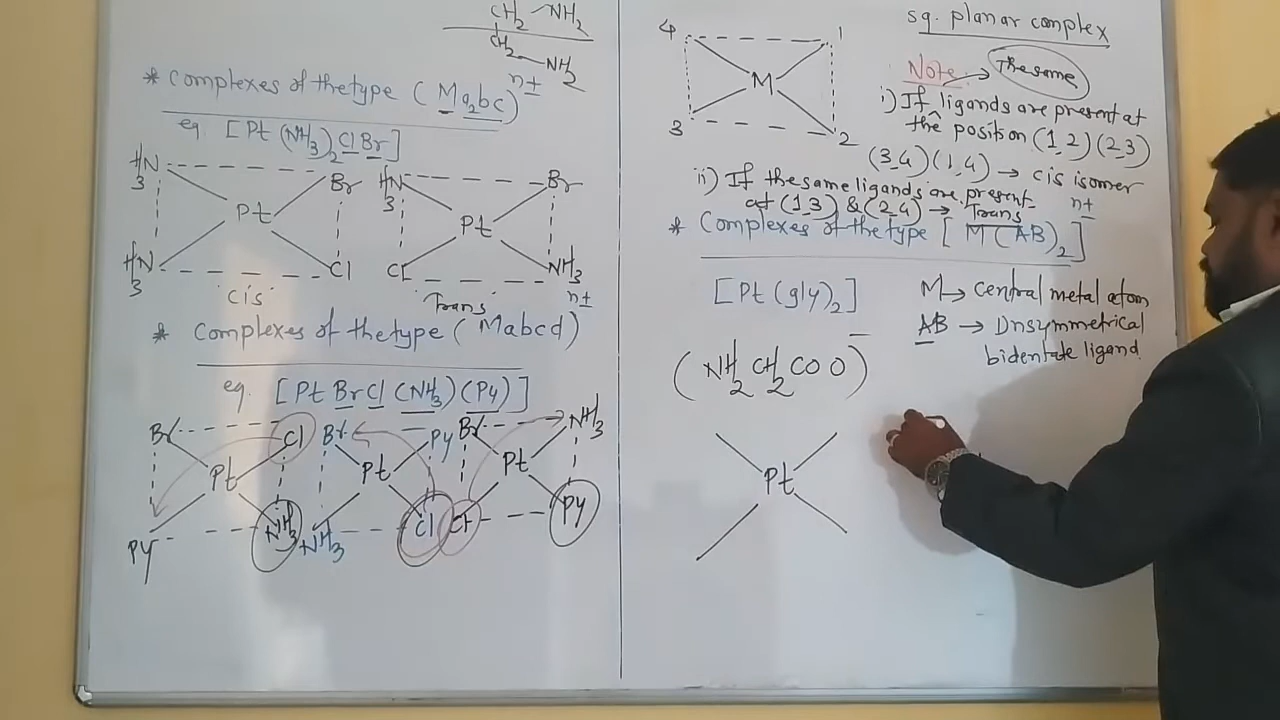 CH2 NH2
CH2 NH2
* Complexes of the type (Ma2bc)n±
eg [Pt(NH3)2ClBr]
H3N Br
Pt
H3N Cl
cis
H3N Br
Pt
Cl NH3
Trans
* Complexes of the type (Mabcd)n±
eg. [PtBrCl(NH3)(Py)]
Br Cl
Pt
Py NH3
Br Py
Pt
NH3 Cl
Br NH3
Pt
Cl Py
sq. planar complex
4 1
M
3 2
Note
The same
i) If ligands are present at
the position (1,2) (2,3)
(3,4) (1,4) → cis isomer
ii) If the same ligands are present
at (1,3) & (2,4) → Trans
* Complexes of the type [M(AB)2]n±
[Pt(gly)2]
M → central metal atom
AB → Unsymmetrical
bidentate ligand.
(NH2CH2COO)−
Pt